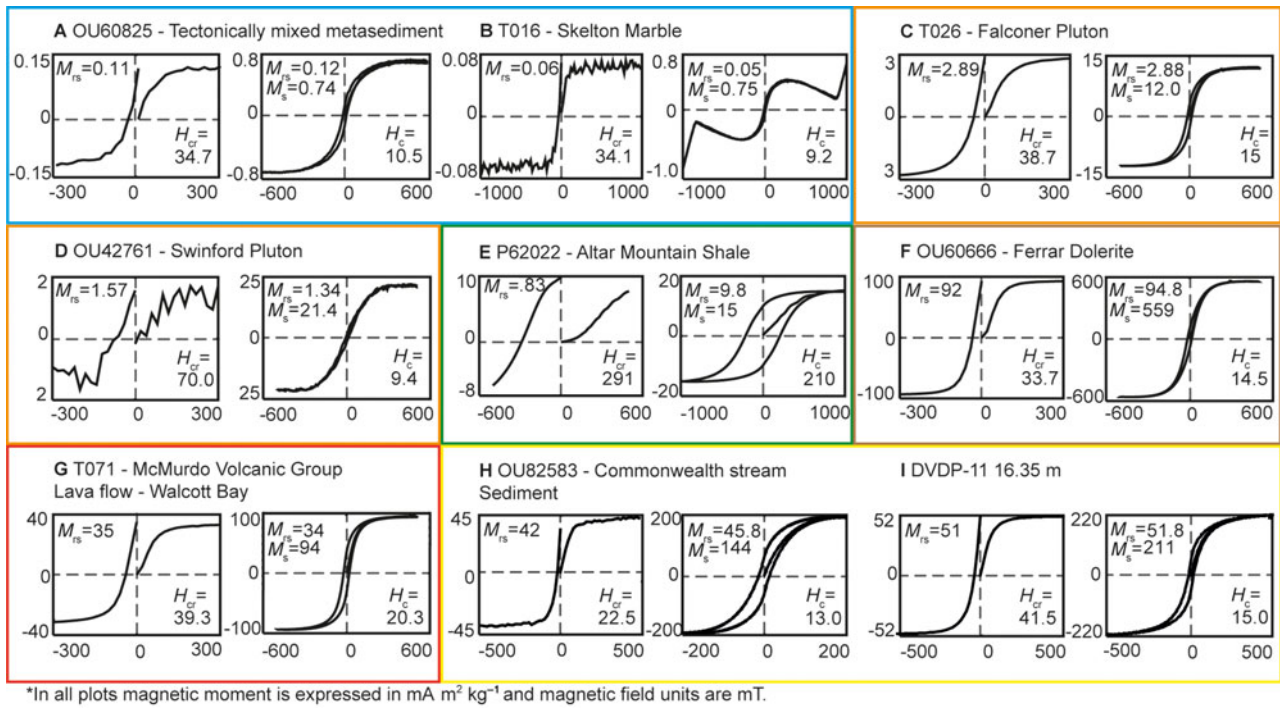 A OU60825 - Tectonically mixed metasediment
0.15
0
-0.15
Mrs=0.11
Hcr=
34.7
-300 0 300
0.8
0
-0.8
Mrs=0.12
Ms=0.74
Hc=
10.5
-600 0 600
B T016 - Skelton Marble
0.08
0
-0.08
Mrs=0.06
Hcr=
34.1
-1000 0 1000
0.8
0
-1.0
Mrs=0.05
Ms=0.75
Hc=
9.2
-1000 0 1000
C T026 - Falconer Pluton
3
0
3
Mrs=2.89
Hcr=
38.7
-300 0 300
15
0
-15
Mrs=2.88
Ms=12.0
Hc=
15
-600 0 600
D OU42761 - Swinford Pluton
2
0
2
Mrs=1.57
Hcr=
70.0
-300 0 300
25
0
25
Mrs=1.34
Ms=21.4
Hc=
9.4
-600 0 600
E P62022 - Altar Mountain Shale
10
0
-8
Mrs=.83
Hcr=
291
-600 0 600
20
0
-20
Mrs=9.8
Ms=15
Hc=
210
-1000 0 1000
F OU60666 - Ferrar Dolerite
100
0
-100
Mrs=92
Hcr=
33.7
-300 0 300
600
0
-600
Mrs=94.8
Ms=559
Hc=
14.5
-600 0 600
G T071 - McMurdo Volcanic Group
Lava flow - Walcott Bay
40
0
-40
Mrs=35
Hcr=
39.3
-300 0 300
100
0
-100
Mrs=34
Ms=94
Hc=
20.3
-600 0 600
H OU82583 - Commonwealth stream
Sediment
45
0
-45
Mrs=42
Hcr=
22.5
-500 0 500
200
0
-200
Mrs=45.8
Ms=144
Hc=
13.0
-200 0 200
I DVDP-11 16.35 m
52
0
-52
Mrs=51
Hcr=
41.5
-500 0 500
220
0
-220
Mrs=51.8
Ms=211
Hc=
15.0
-500 0 500
*In all plots magnetic moment is expressed in mA m² kg⁻¹ and magnetic field units are mT.